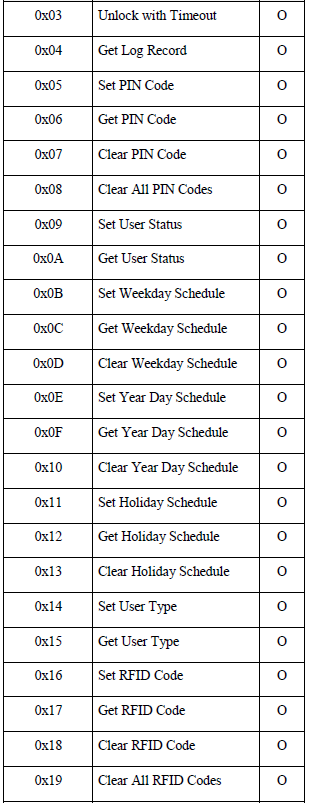 0x03 Unlock with Timeout O
0x04 Get Log Record O
0x05 Set PIN Code O
0x06 Get PIN Code O
0x07 Clear PIN Code O
0x08 Clear All PIN Codes O
0x09 Set User Status O
0x0A Get User Status O
0x0B Set Weekday Schedule O
0x0C Get Weekday Schedule O
0x0D Clear Weekday Schedule O
0x0E Set Year Day Schedule O
0x0F Get Year Day Schedule O
0x10 Clear Year Day Schedule O
0x11 Set Holiday Schedule O
0x12 Get Holiday Schedule O
0x13 Clear Holiday Schedule O
0x14 Set User Type O
0x15 Get User Type O
0x16 Set RFID Code O
0x17 Get RFID Code O
0x18 Clear RFID Code O
0x19 Clear All RFID Codes O